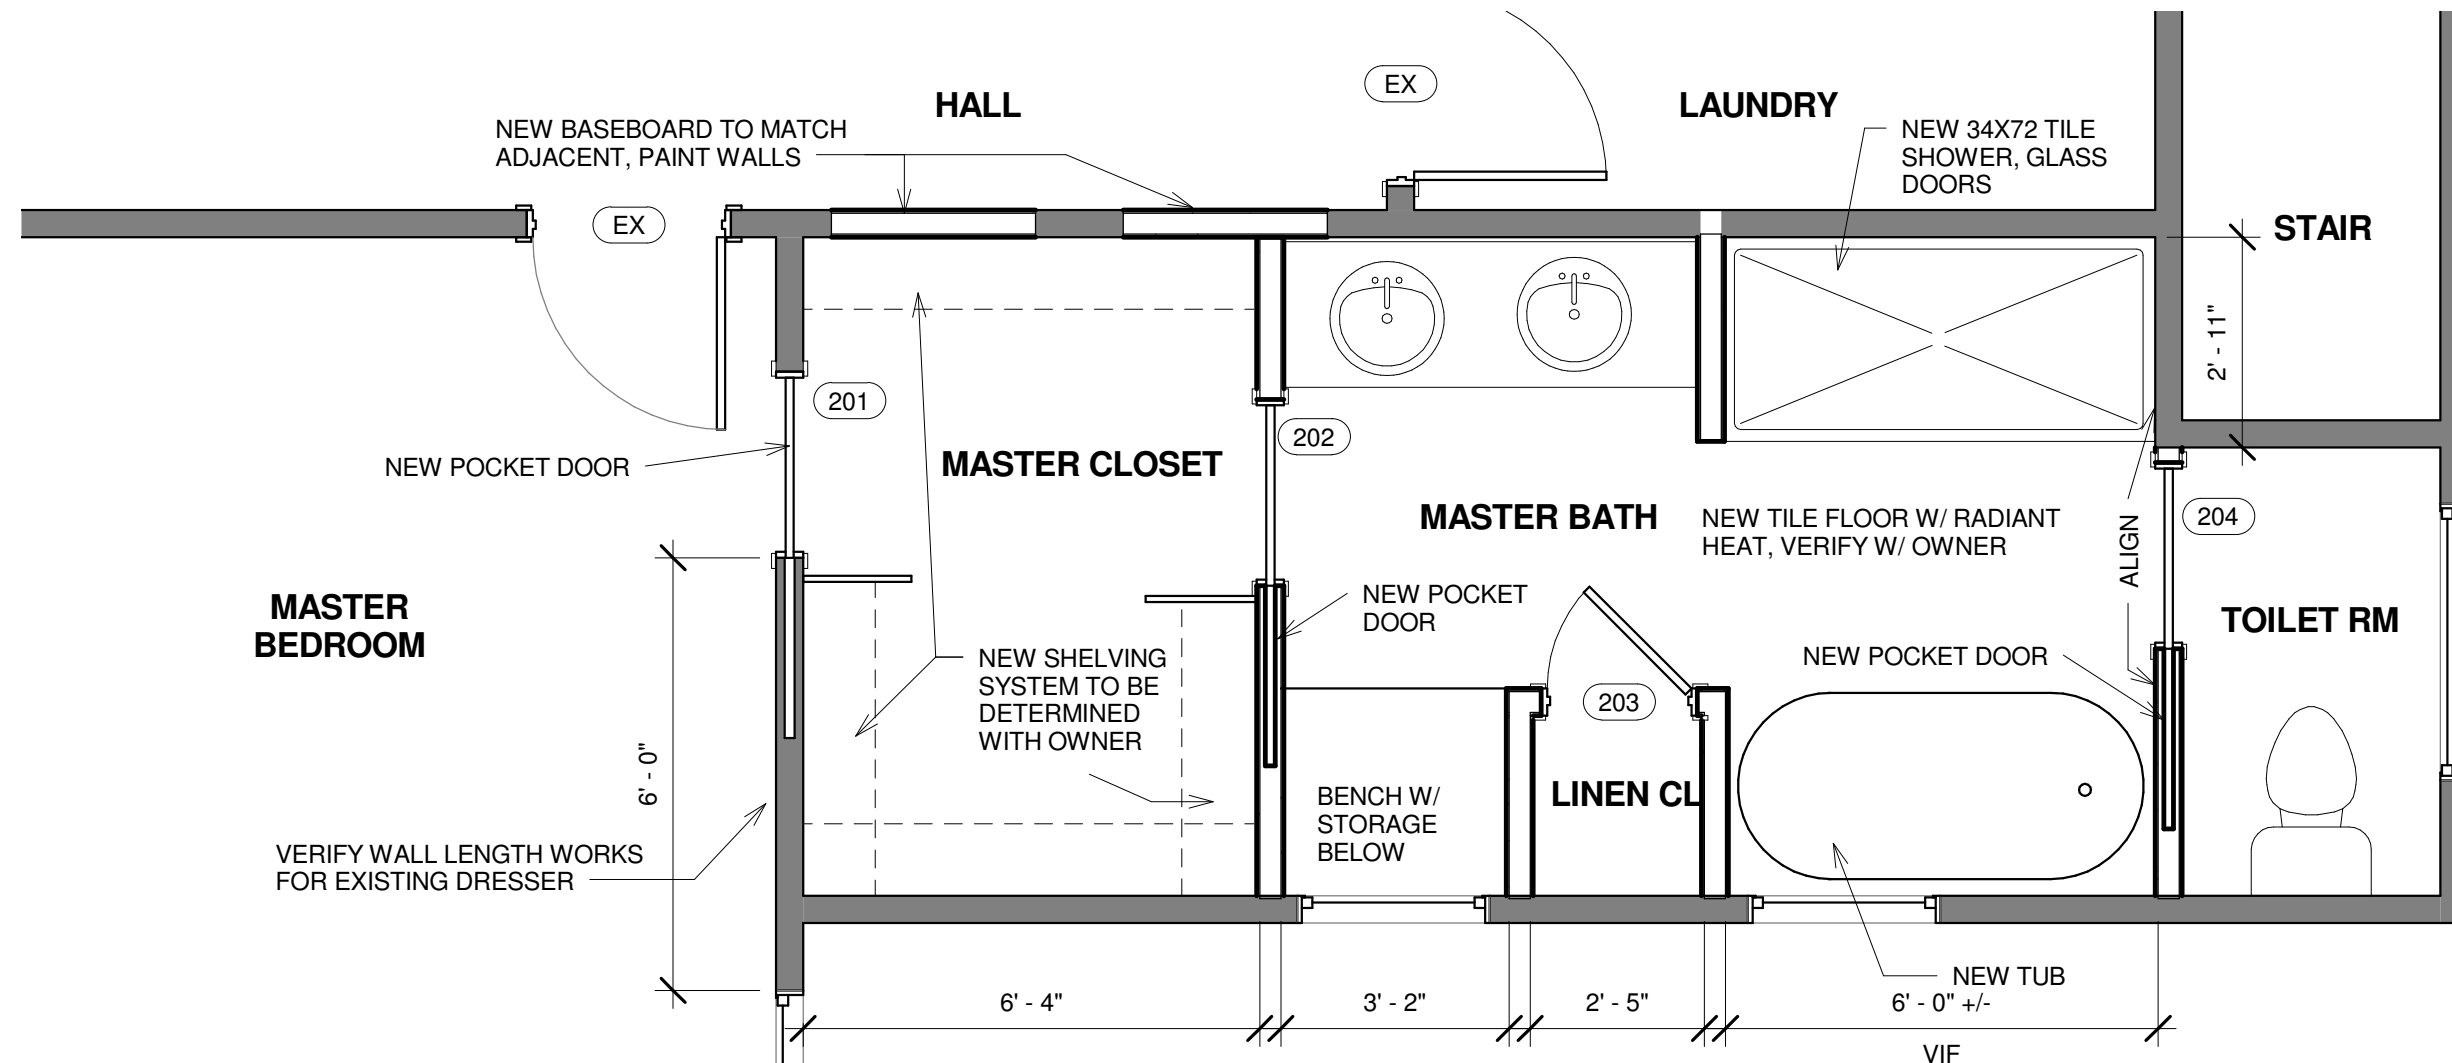 HALL
EX
LAUNDRY
NEW BASEBOARD TO MATCH
ADJACENT, PAINT WALLS
NEW 34X72 TILE
SHOWER, GLASS
DOORS
EX
STAIR
2' - 11"
201
202
NEW POCKET DOOR
MASTER CLOSET
MASTER BATH
NEW TILE FLOOR W/ RADIANT
HEAT, VERIFY W/ OWNER
ALIGN
204
MASTER
BEDROOM
NEW POCKET
DOOR
TOILET RM
NEW SHELVING
SYSTEM TO BE
DETERMINED
WITH OWNER
NEW POCKET DOOR
203
6' - 0"
BENCH W/
STORAGE
BELOW
LINEN CL
VERIFY WALL LENGTH WORKS
FOR EXISTING DRESSER
NEW TUB
6' - 4"
3' - 2"
2' - 5"
6' - 0" +/-
VIF